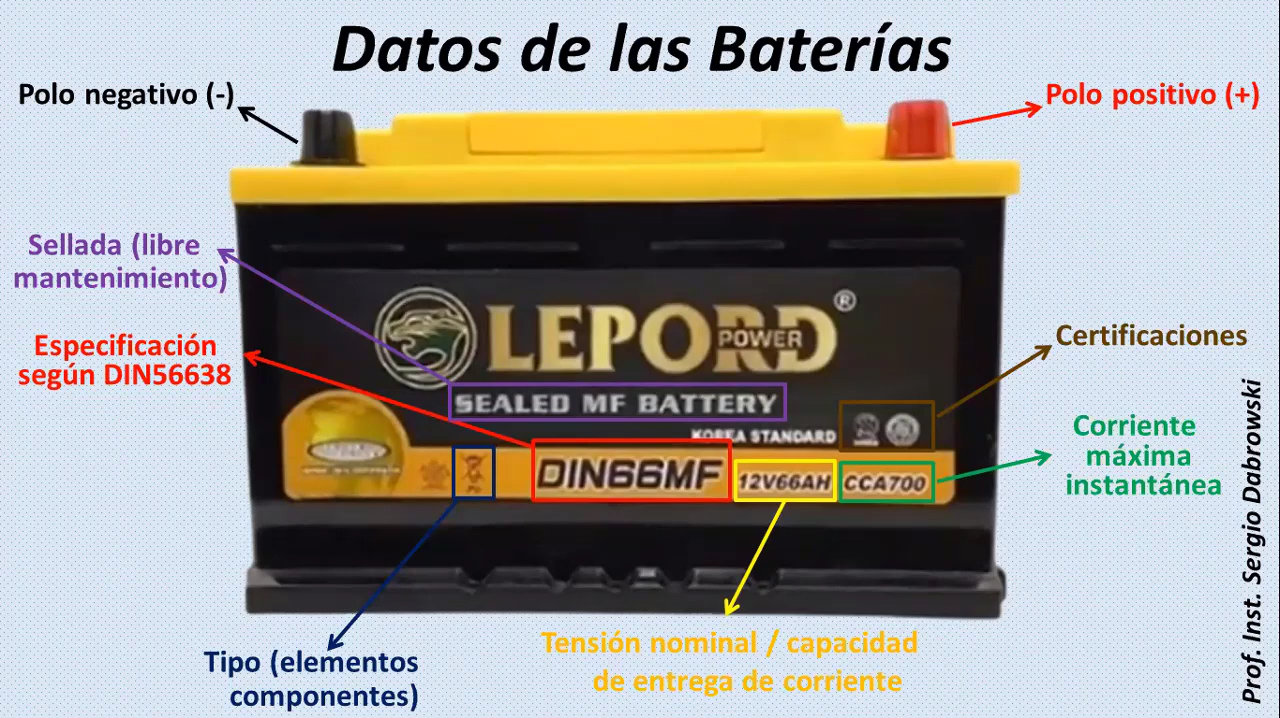 Datos de las Baterías
Polo negativo (-)
Polo positivo (+)
Sellada (libre
mantenimiento)
LEPORD
POWER
®
Especificación
según DIN56638
Certificaciones
SEALED MF BATTERY
KOREA STANDARD
DIN66MF
12V66AH
CCA700
Corriente
máxima
instantánea
Tipo (elementos
componentes)
Tensión nominal / capacidad
de entrega de corriente
Prof. Inst. Sergio Dabrowski